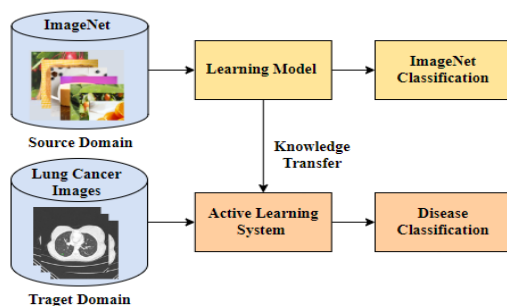 ImageNet
Learning Model
ImageNet
Classification
Source Domain
Knowledge
Transfer
Lung Cancer
Images
Active Learning
System
Disease
Classification
Traget Domain